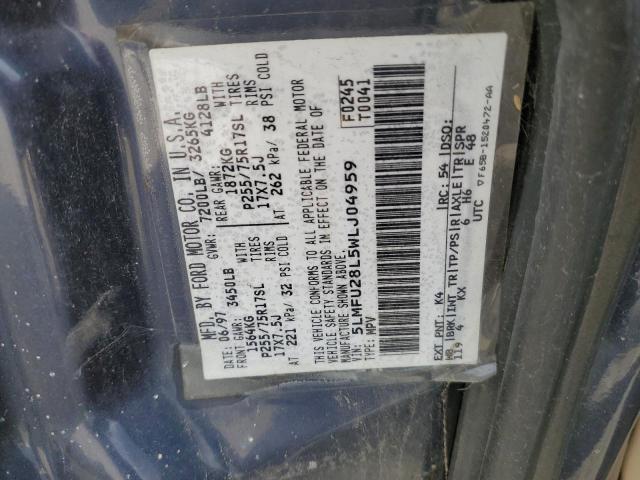 MFD. BY FORD MOTOR CO. IN U.S.A.
DATE: 06/97 GVWR: 7200LB/ 3265KG
FRONT GAWR: 3450LB REAR GAWR: 4128LB
1564KG WITH 1872KG WITH
P255/75R17SL TIRES P255/75R17SL TIRES
17X7.5J RIMS 17X7.5J RIMS
AT 221 kPa/ 32 PSI COLD AT 262 kPa/ 38 PSI COLD
THIS VEHICLE CONFORMS TO ALL APPLICABLE FEDERAL MOTOR
VEHICLE SAFETY STANDARDS IN EFFECT ON THE DATE OF MANUFACTURE SHOWN ABOVE.
VIN: 5LMFU28L5WLJ04959 F0245
TYPE: MPV T0041
EXT PNT: K4 RC: 54 DSO:
WB BRK INT TR TP/PS R AXLE TR SPR
119 4 KX 6 H6 E 48
UTC ▽F65B-1520472-AA